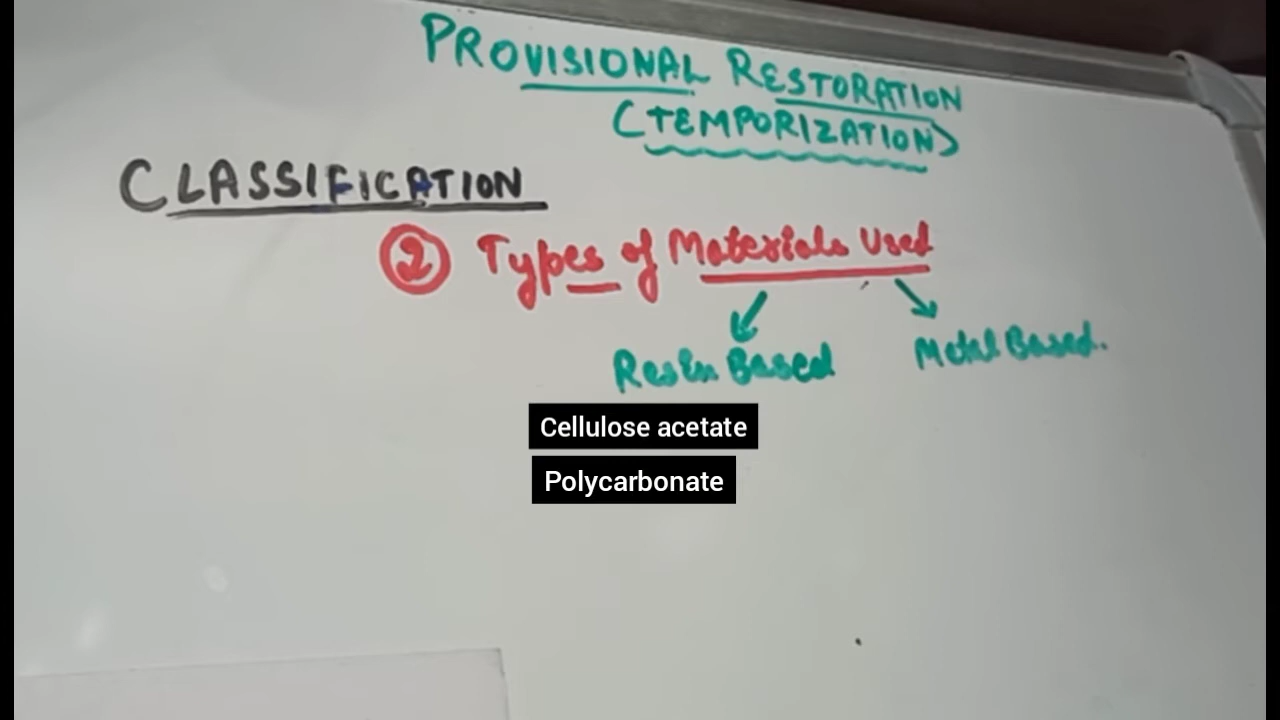 PROVISIONAL RESTORATION
(TEMPORIZATION)
CLASSIFICATION
② Types of Materials Used
Resin Based
Metal Based.
Cellulose acetate
Polycarbonate